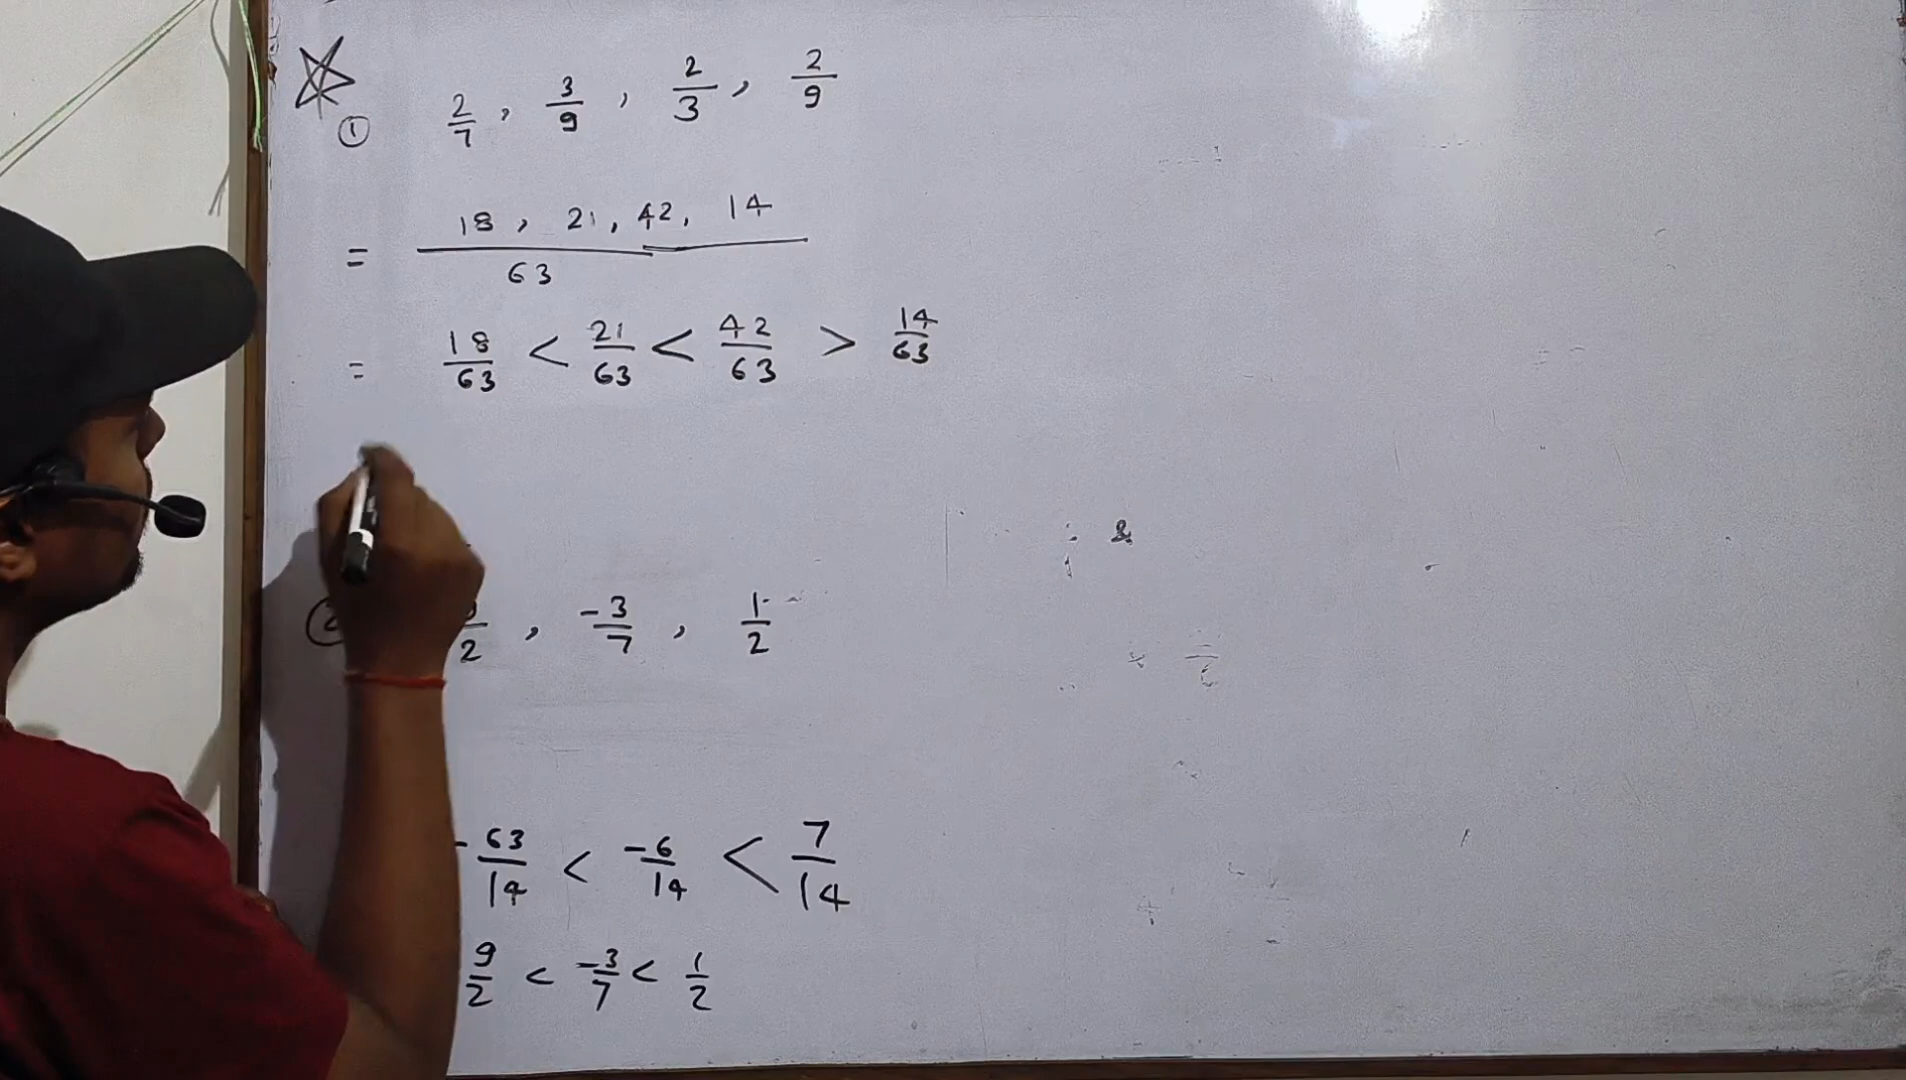 ① 2/7 , 3/9 , 2/3 , 2/9
= 18 , 21 , 42 , 14 / 63
= 18/63 < 21/63 < 42/63 > 14/63
/2 , -3/7 , 1/2
-63/14 < -6/14 < 7/14
9/2 < -3/7 < 1/2